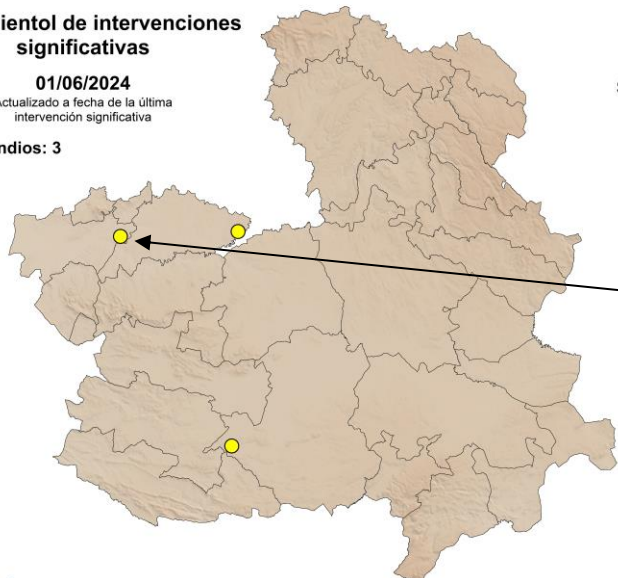 ientol de intervenciones
significativas
01/06/2024
Actualizado a fecha de la última
intervención significativa
ndios: 3